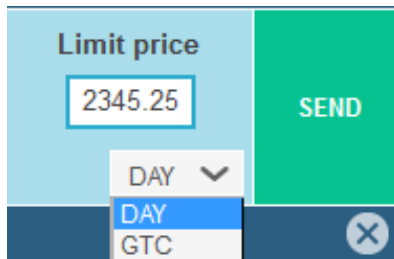 Limit price
2345.25
SEND
DAY
DAY
GTC